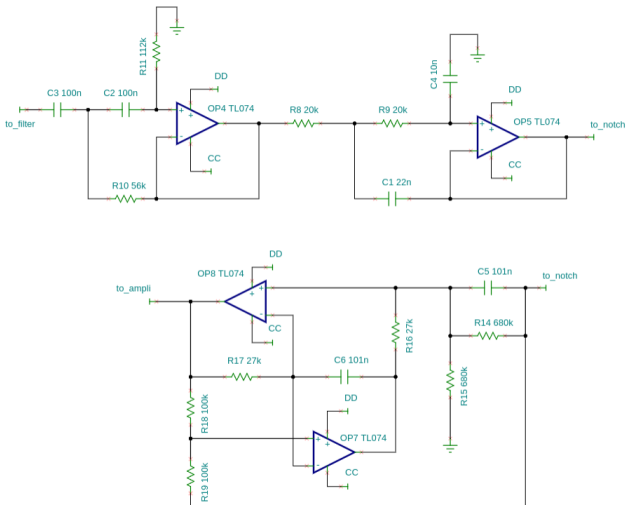 R11 112k
DD
C4 10n
C3 100n
C2 100n
OP4 TL074
DD
R8 20k
R9 20k
OP5 TL074
to_filter
to_notch
CC
CC
R10 56k
C1 22n
DD
OP8 TL074
C5 101n
to_notch
to_ampli
CC
R16 27k
R14 680k
R17 27k
C6 101n
R15 680k
R18 100k
DD
OP7 TL074
CC
R19 100k